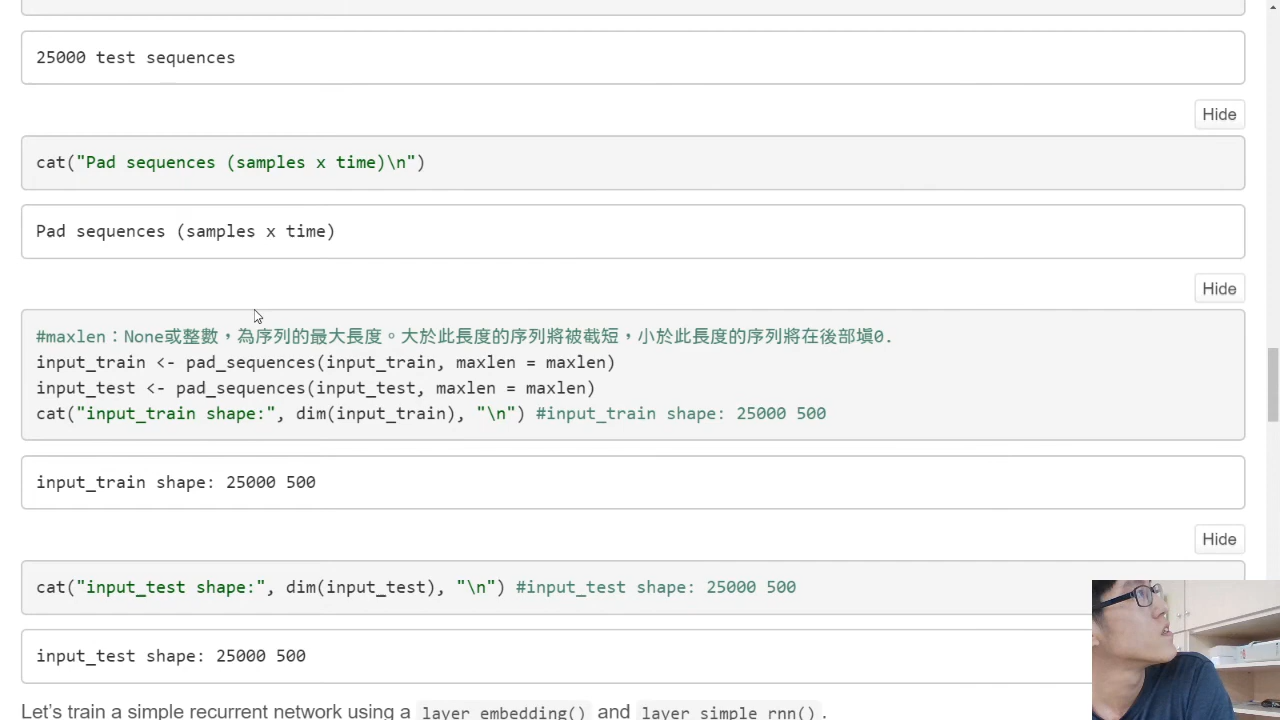 25000 test sequences
Hide
cat("Pad sequences (samples x time)\n")
Pad sequences (samples x time)
Hide
#maxlen：None或整數，為序列的最大長度。大於此長度的序列將被截短，小於此長度的序列將在後部填0.
input_train <- pad_sequences(input_train, maxlen = maxlen)
input_test <- pad_sequences(input_test, maxlen = maxlen)
cat("input_train shape:", dim(input_train), "\n") #input_train shape: 25000 500
input_train shape: 25000 500
Hide
cat("input_test shape:", dim(input_test), "\n") #input_test shape: 25000 500
input_test shape: 25000 500
Let's train a simple recurrent network using a layer_embedding() and layer_simple_rnn().